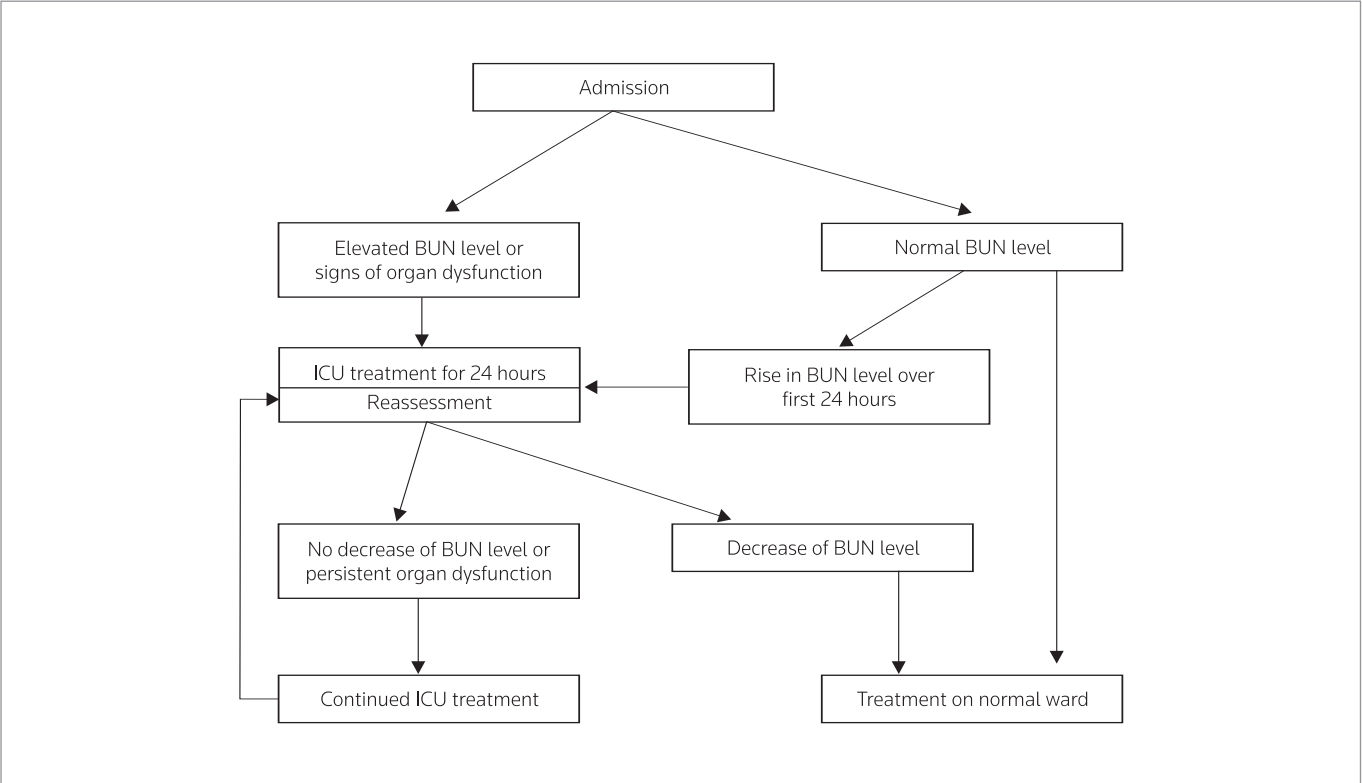 Admission
Elevated BUN level or
signs of organ dysfunction
Normal BUN level
ICU treatment for 24 hours
Reassessment
Rise in BUN level over
first 24 hours
No decrease of BUN level or
persistent organ dysfunction
Decrease of BUN level
Continued ICU treatment
Treatment on normal ward